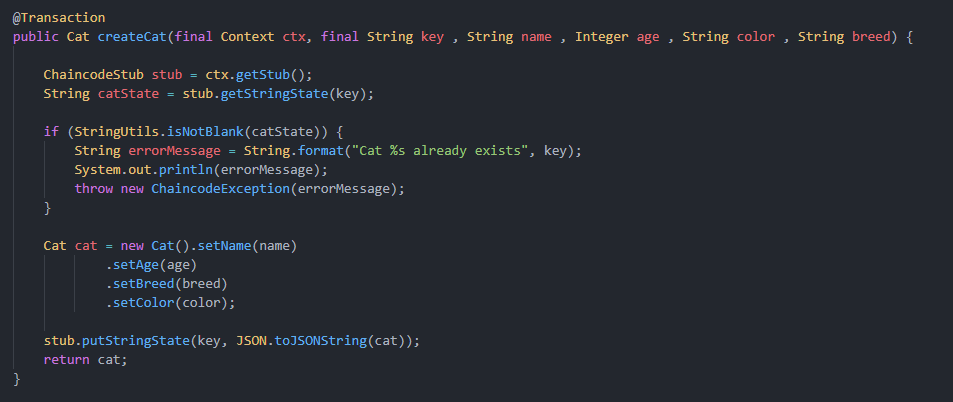 @Transaction
public Cat createCat(final Context ctx, final String key , String name , Integer age , String color , String breed) {
ChaincodeStub stub = ctx.getStub();
String catState = stub.getStringState(key);
if (StringUtils.isNotBlank(catState)) {
String errorMessage = String.format("Cat %s already exists", key);
System.out.println(errorMessage);
throw new ChaincodeException(errorMessage);
}
Cat cat = new Cat().setName(name)
.setAge(age)
.setBreed(breed)
.setColor(color);
stub.putStringState(key, JSON.toJSONString(cat));
return cat;
}